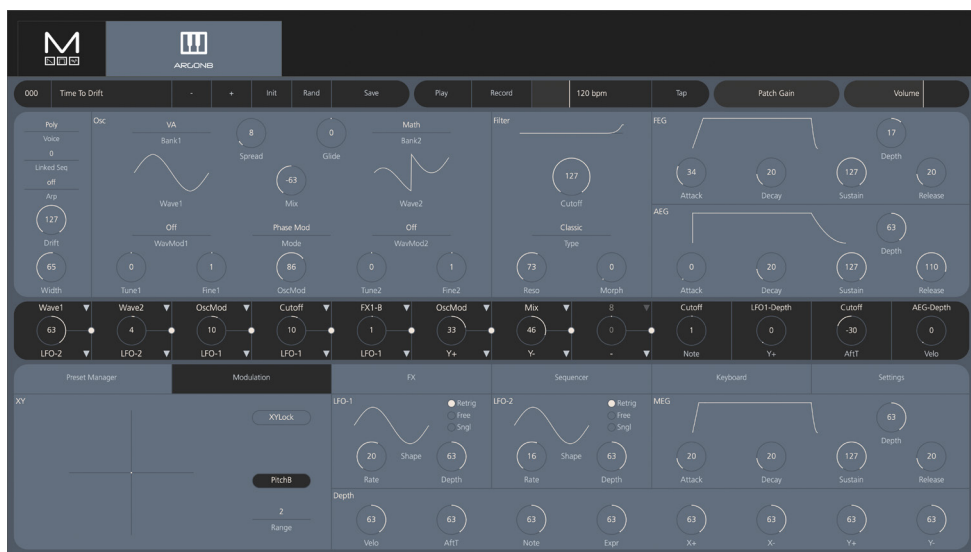 ARGON8
000 Time To Drift - + Init Rand Save Play Record 120 bpm Tap Patch Gain Volume
Poly
Voice
0
Linked Seq
off
Arp
127
Drift
65
Width
Osc
VA
Bank1
8
Spread
0
Glide
Math
Bank2
Wave1
-63
Mix
Wave2
Off
WavMod1
Phase Mod
Mode
Off
WavMod2
0
Tune1
1
Fine1
86
OscMod
0
Tune2
1
Fine2
Filter
127
Cutoff
Classic
Type
73
Reso
0
Morph
FEG
17
Depth
34
Attack
20
Decay
127
Sustain
20
Release
AEG
63
Depth
0
Attack
20
Decay
127
Sustain
110
Release
Wave1 Wave2 OscMod Cutoff FX1-B OscMod Mix 8 Cutoff LFO1-Depth Cutoff AEG-Depth
63 4 10 10 1 33 46 0 1 0 -30 0
LFO-2 LFO-2 LFO-1 LFO-1 LFO-1 Y+ Y- - Note Y+ AftT Velo
Preset Manager Modulation FX Sequencer Keyboard Settings
XY
XYLock
PitchB
2
Range
LFO-1
Retrig
Free
Sngl
20
Rate
Shape
63
Depth
LFO-2
Retrig
Free
Sngl
16
Rate
Shape
63
Depth
MEG
63
Depth
20
Attack
20
Decay
127
Sustain
20
Release
Depth
63 63 63 63 63 63 63 63
Velo AftT Note Expr X+ X- Y+ Y-